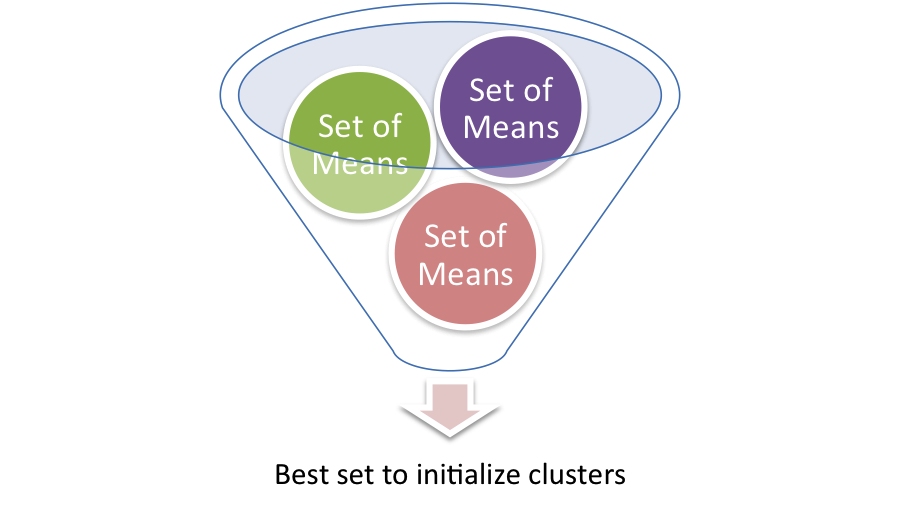 Set of
Means
Set of
Means
Set of
Means
Best set to initialize clusters